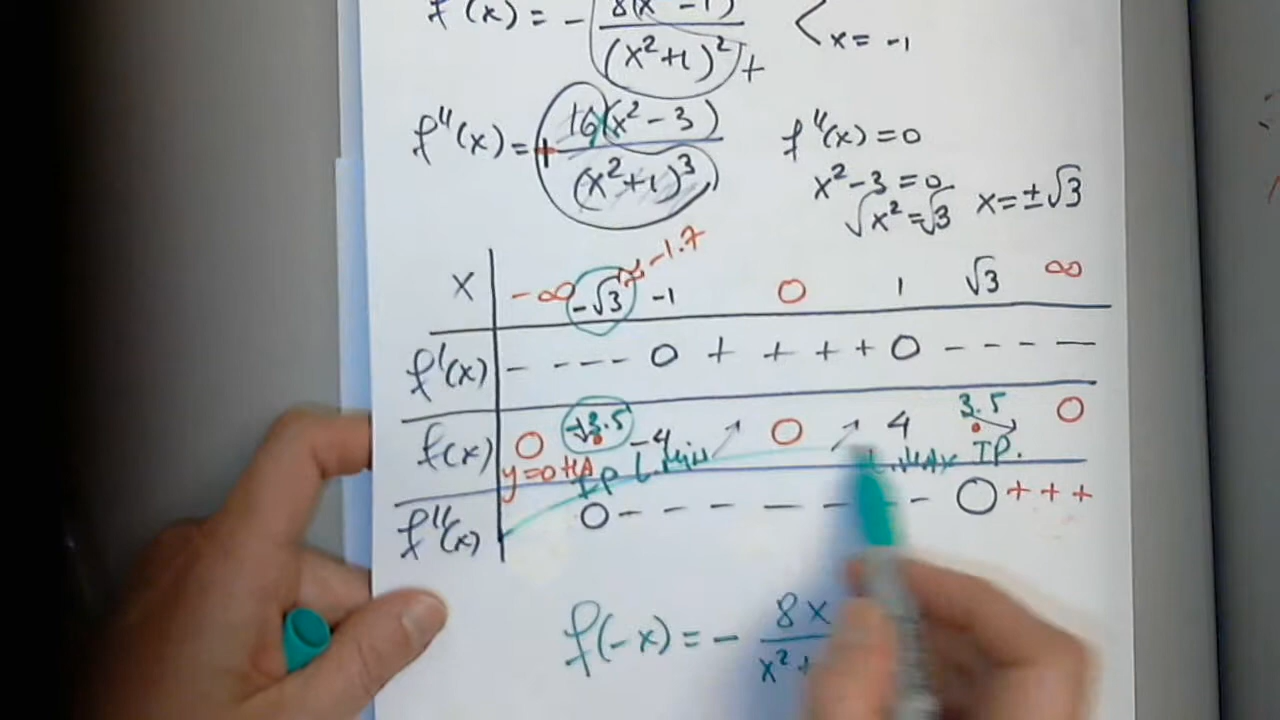 f'(x) = - 8(x² - 1) / (x² + 1)² + < x = -1
f''(x) = + 16(x² - 3) / (x² + 1)³ f''(x) = 0
x² - 3 = 0
√x² = √3 x = ±√3
≈ -1.7
x -∞ -√3 -1 0 1 √3 ∞
f'(x) - - - - 0 + + + + 0 - - - -
f(x) 0 -3.5 -4 ↗ 0 ↗ 4 3.5 ↘ 0
y=0 HA IP L.Min L.Max IP.
f''(x) 0 - - - - - - 0 + + +
f(-x) = - 8x / x² +